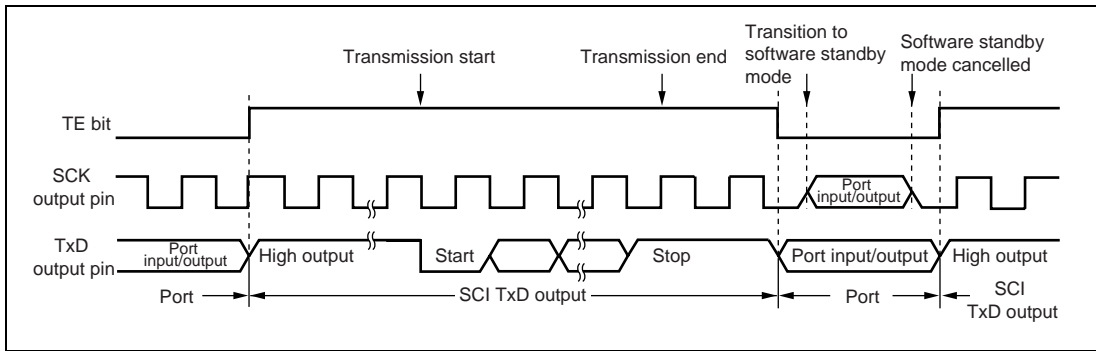 Transition to
software standby
mode
Software standby
mode cancelled
Transmission start
Transmission end
TE bit
SCK
output pin
Port
input/output
TxD
output pin
Port
input/output
High output
Start
Stop
Port input/output
High output
Port
SCI TxD output
Port
SCI
TxD output